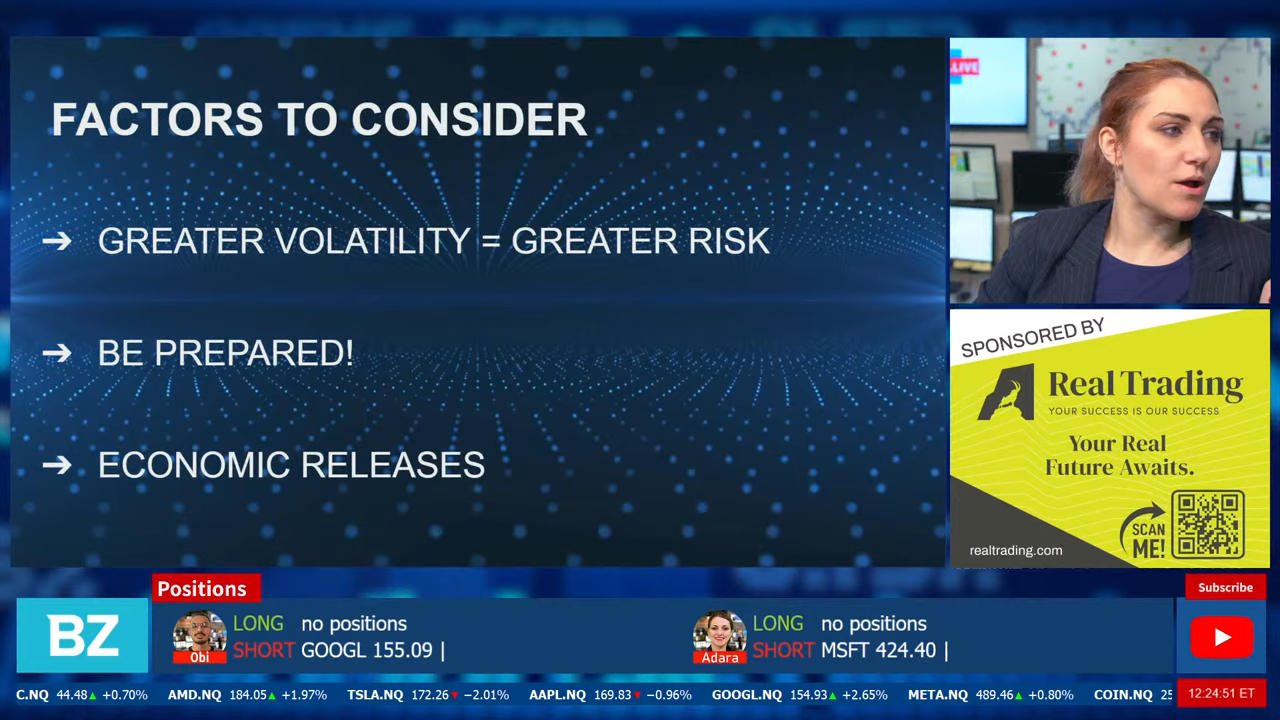 FACTORS TO CONSIDER
➔ GREATER VOLATILITY = GREATER RISK
➔ BE PREPARED!
➔ ECONOMIC RELEASES
LIVE
SPONSORED BY
Real Trading
YOUR SUCCESS IS OUR SUCCESS
Your Real
Future Awaits.
SCAN
ME!
realtrading.com
Positions
Subscribe
BZ
LONG no positions
SHORT GOOGL 155.09 |
Obi
LONG no positions
SHORT MSFT 424.40 |
Adara
C.NQ 44.48▲ +0.70% AMD.NQ 184.05▲ +1.97% TSLA.NQ 172.26▼ −2.01% AAPL.NQ 169.83▼ −0.96% GOOGL.NQ 154.93▲ +2.65% META.NQ 489.46▲ +0.80% COIN.NQ 25
12:24:51 ET